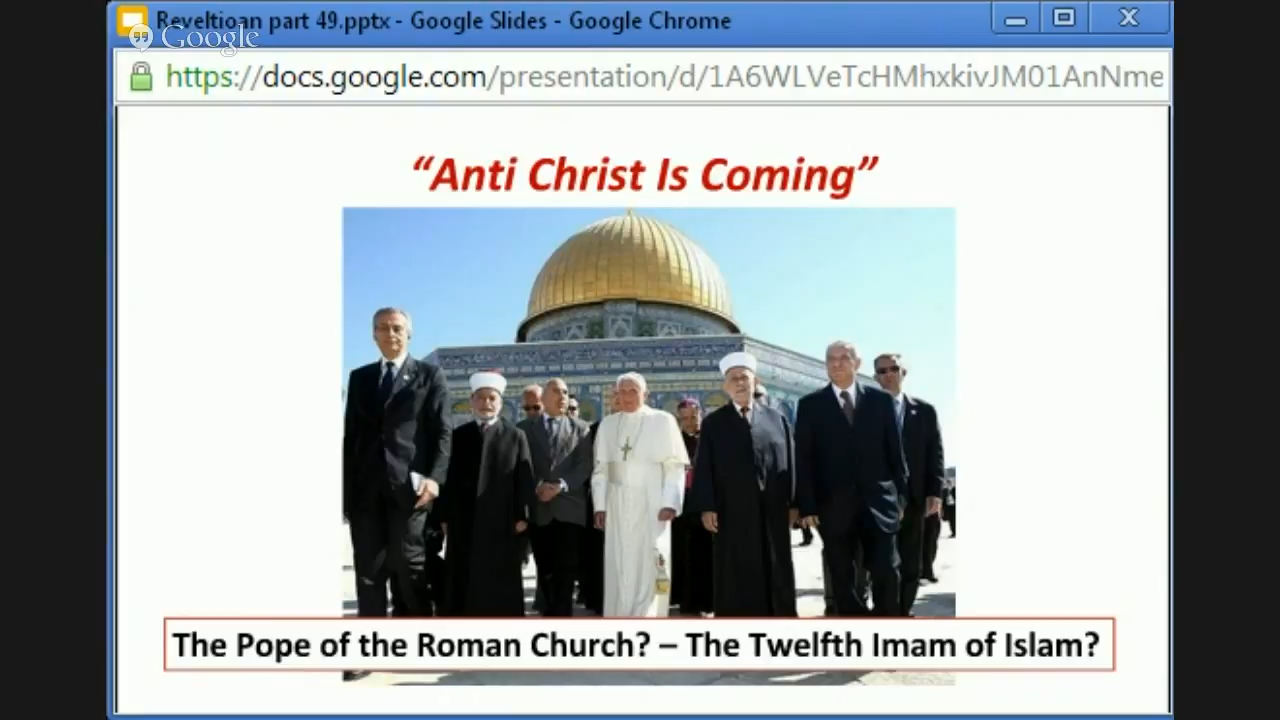 Reveltioan part 49.pptx - Google Slides - Google Chrome
Google
https://docs.google.com/presentation/d/1A6WLVeTcHMhxkivJM01AnNme
“Anti Christ Is Coming”
The Pope of the Roman Church? – The Twelfth Imam of Islam?